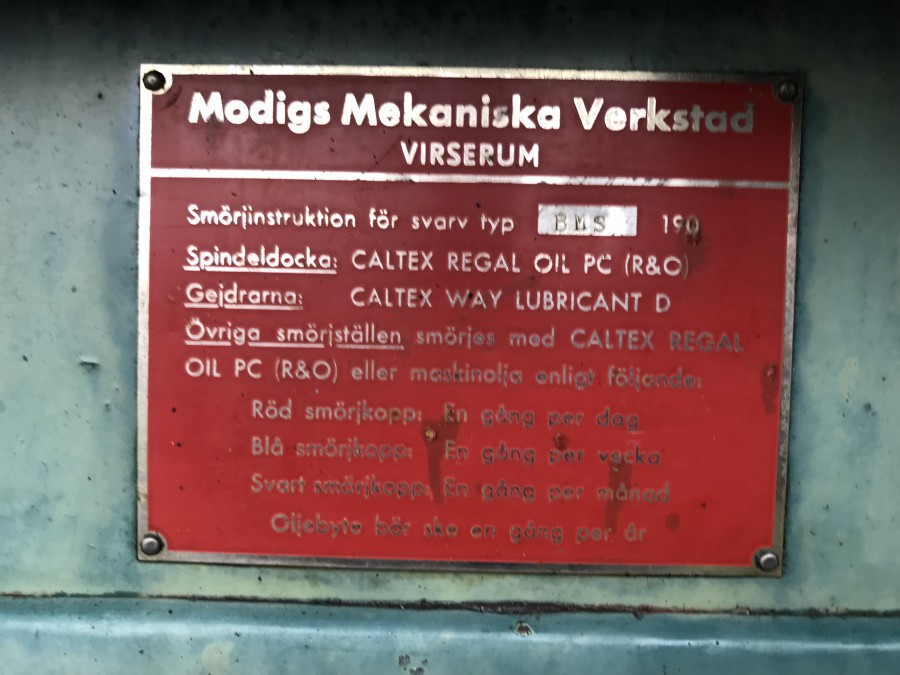 Modigs Mekaniska Verkstad
VIRSERUM
Smörjinstruktion för svarv typ BMS 190
Spindeldocka: CALTEX REGAL OIL PC (R&O)
Gejdrarna: CALTEX WAY LUBRICANT D
Övriga smörjställen smörjes med CALTEX REGAL
OIL PC (R&O) eller maskinolja enligt följande:
Röd smörjkopp: En gång per dag
Blå smörjkopp: En gång per vecka
Svart smörjkopp: En gång per månad
Oljebyte bör ske en gång per år